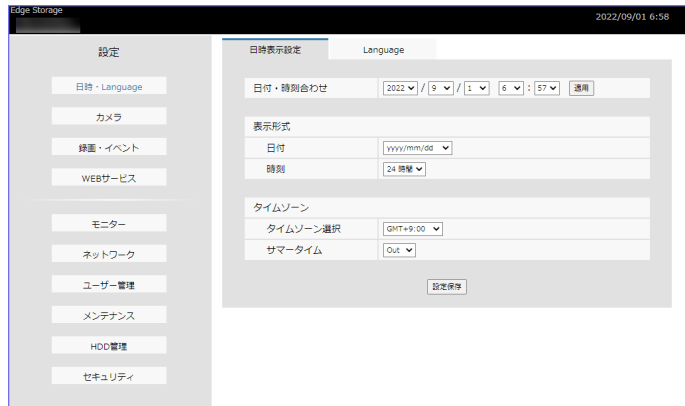 Edge Storage
2022/09/01 6:58
設定
日時・Language
カメラ
録画・イベント
WEBサービス
モニター
ネットワーク
ユーザー管理
メンテナンス
HDD管理
セキュリティ
日時表示設定 Language
日付・時刻合わせ 2022 / 9 / 1 6 : 57 適用
表示形式
日付 yyyy/mm/dd
時刻 24 時間
タイムゾーン
タイムゾーン選択 GMT+9:00
サマータイム Out
設定保存